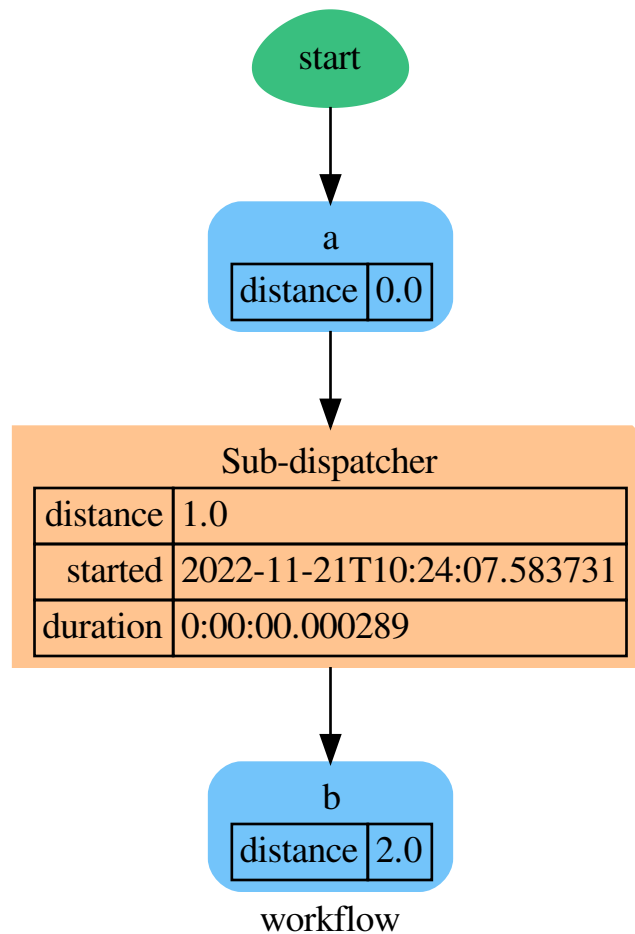 start
a
distance 0.0
Sub-dispatcher
distance 1.0
started 2022-11-21T10:24:07.583731
duration 0:00:00.000289
b
distance 2.0
workflow